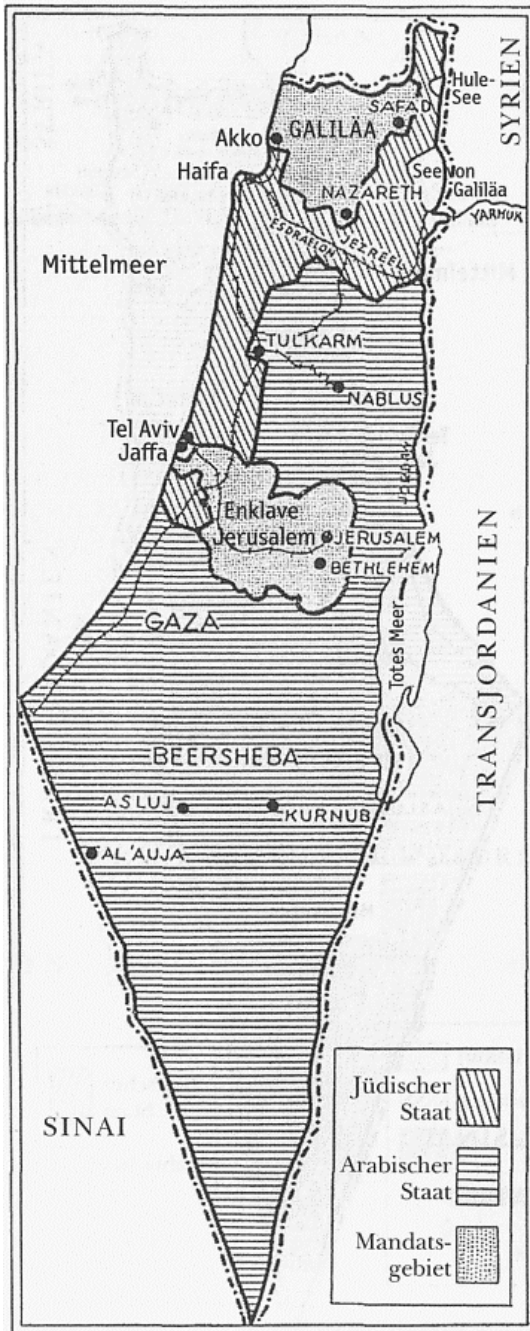 SYRIEN
Hule-
See
SAFAD
Akko
GALILÄA
Haifa
See von
Galiläa
NAZARETH
YARMUK
ESDRAELON
JEZREEL
Mittelmeer
TULKARM
NABLUS
Tel Aviv
Jaffa
JORDAN
Enklave
Jerusalem
JERUSALEM
BETHLEHEM
GAZA
Totes Meer
TRANSJORDANIEN
BEERSHEBA
ASLUJ
KURNUB
AL'AUJA
SINAI
Jüdischer
Staat
Arabischer
Staat
Mandats-
gebiet